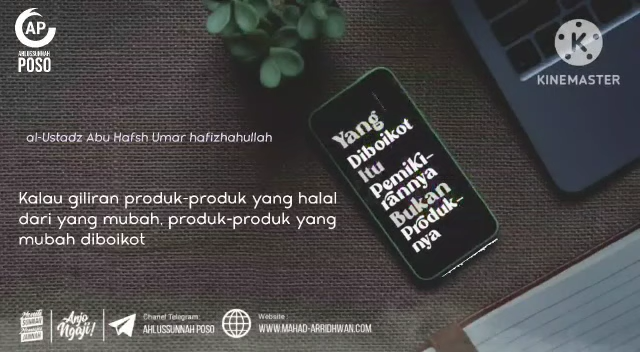 AP
AHLUSSUNNAH
POSO
KINEMASTER
al-Ustadz Abu Hafsh Umar hafizhahullah
Yang
Diboikot
Itu
Pemiki-
rannya
Bukan
Produk-
nya
Kalau giliran produk-produk yang halal
dari yang mubah, produk-produk yang
mubah diboikot
Ayo
Ngaji!
Chanel Telegram:
AHLUSSUNNAH POSO
Website :
WWW.MAHAD-ARRIDHWAN.COM